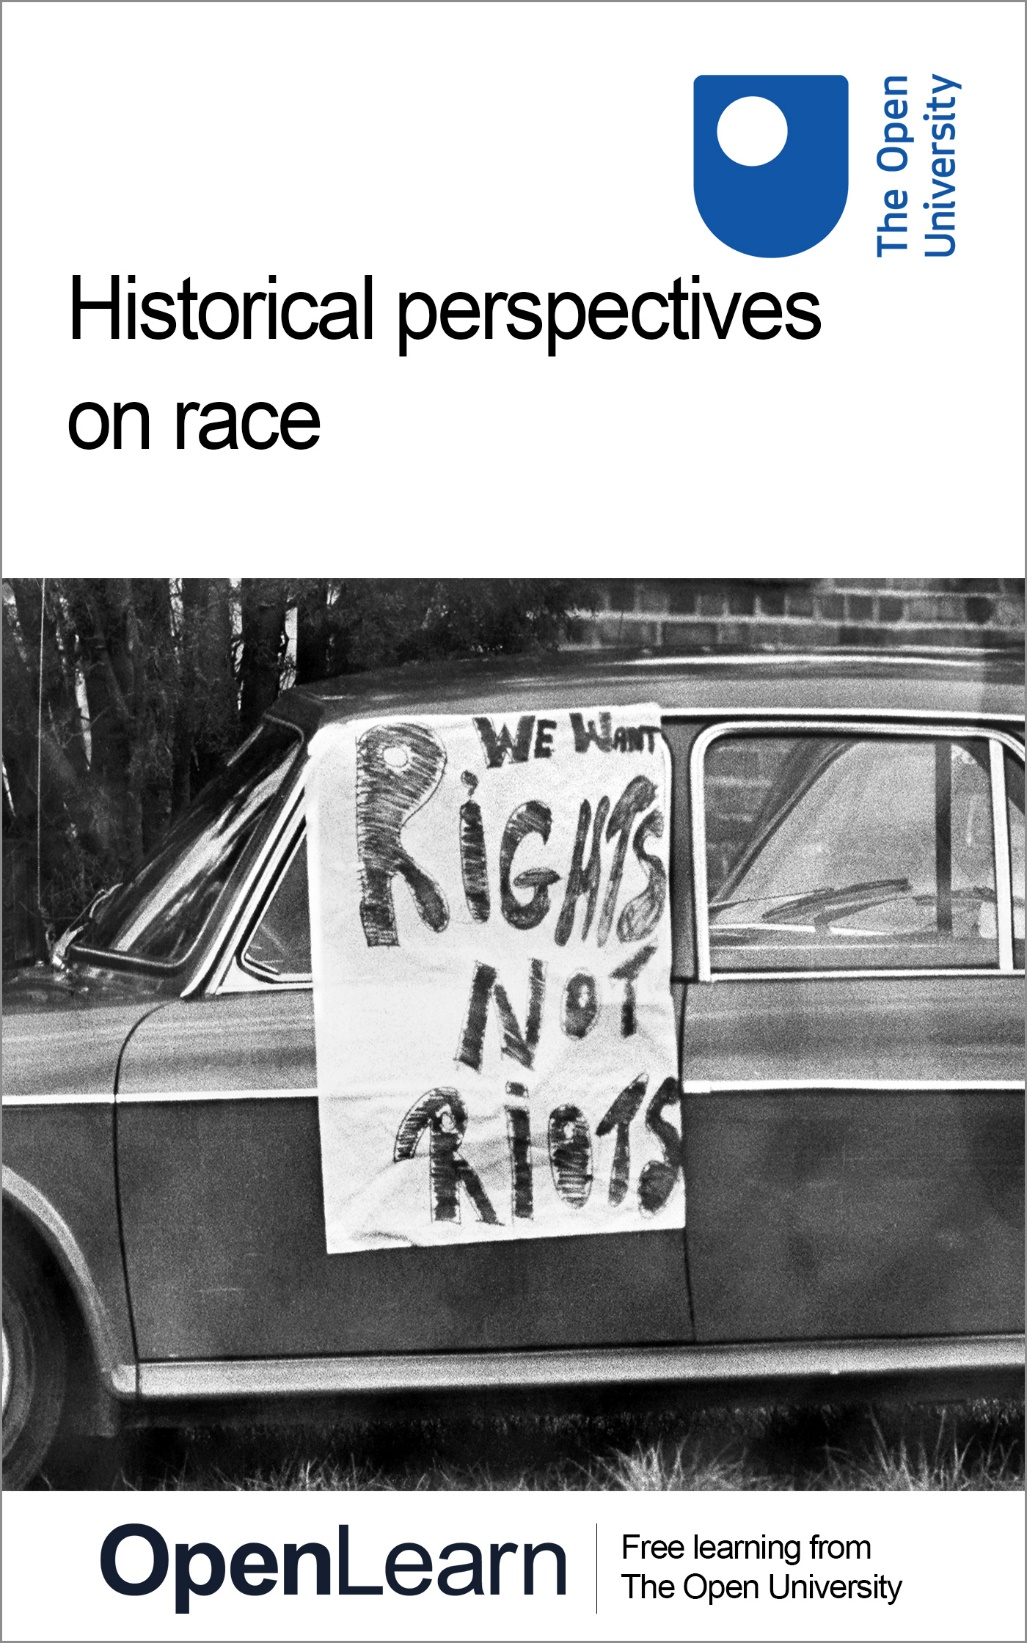 The Open
University
Historical perspectives
on race
WE WANT
RiGHTS
NOT
RiOTS
OpenLearn
Free learning from
The Open University